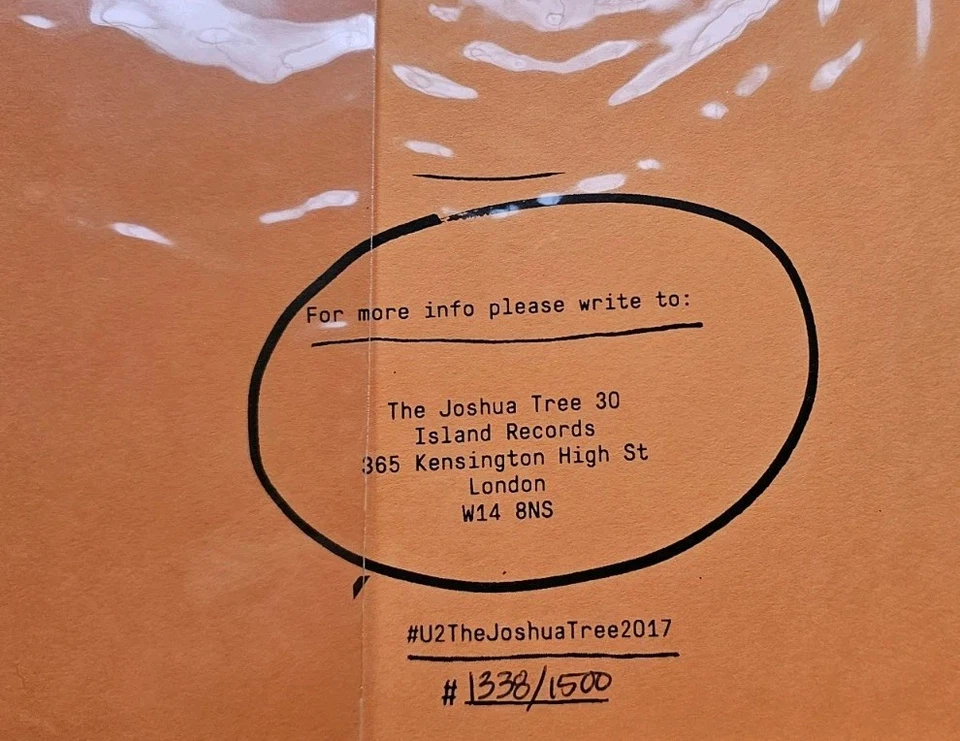 For more info please write to:
The Joshua Tree 30
Island Records
365 Kensington High St
London
W14 8NS
#U2TheJoshuaTree2017
# 1338/1500